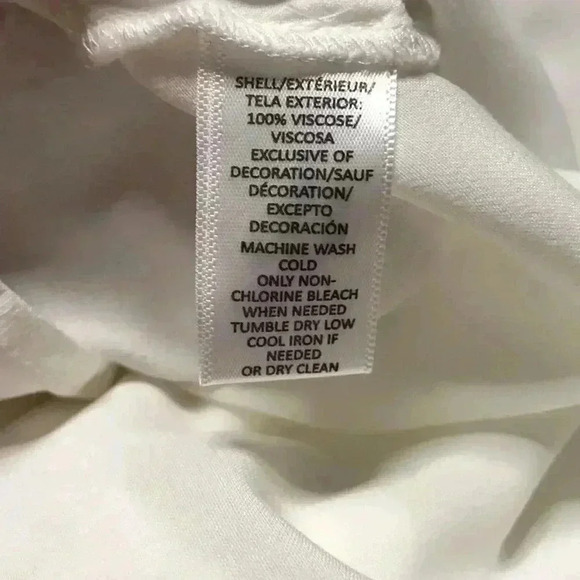 SHELL/EXTÉRIEUR/
TELA EXTERIOR:
100% VISCOSE/
VISCOSA
EXCLUSIVE OF
DECORATION/SAUF
DÉCORATION/
EXCEPTO
DECORACIÓN
MACHINE WASH
COLD
ONLY NON-
CHLORINE BLEACH
WHEN NEEDED
TUMBLE DRY LOW
COOL IRON IF
NEEDED
OR DRY CLEAN